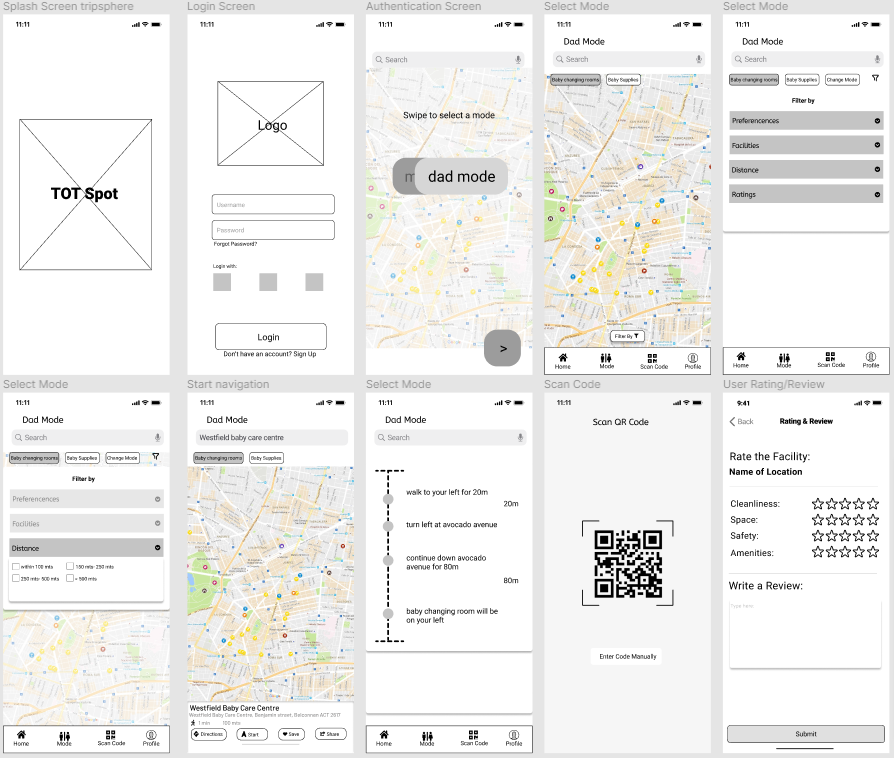 Splash Screen tripsphere
11:11
TOT Spot
Login Screen
11:11
Logo
Username
Password
Forgot Password?
Login with:
Login
Don't have an account? Sign Up
Authentication Screen
11:11
Search
Swipe to select a mode
m
dad mode
>
Select Mode
11:11
Dad Mode
Search
Baby changing rooms
Baby Supplies
Filter By
Home
Mode
Scan Code
Profile
Select Mode
11:11
Dad Mode
Search
Baby changing rooms
Baby Supplies
Change Mode
Filter by
Preferencences
Facilities
Distance
Ratings
Home
Mode
Scan Code
Profile
Select Mode
11:11
Dad Mode
Search
Baby changing rooms
Baby Supplies
Change Mode
Filter by
Preferencences
Facilities
Distance
within 100 mts
150 mts- 250 mts
250 mts- 500 mts
Home
Mode
Scan Code
Profile
Start navigation
11:11
Dad Mode
Westfield baby care centre
Baby changing rooms
Baby Supplies
Westfield Baby Care Centre
Westfield Baby Care Centre, Benjamin street, Belconnen ACT 2617
1 min
100 mts
Directions
Start
Save
Share
Select Mode
11:11
Dad Mode
Search
walk to your left for 20m
20m
turn left at avocado avenue
continue down avocado
avenue for 80m
80m
baby changing room will be
on your left
Home
Mode
Scan Code
Profile
Scan Code
11:11
Scan QR Code
Enter Code Manually
User Rating/Review
9:41
Back
Rating & Review
Rate the Facility:
Name of Location
Cleanliness:
Space:
Safety:
Amenities:
Write a Review:
Type here
Submit